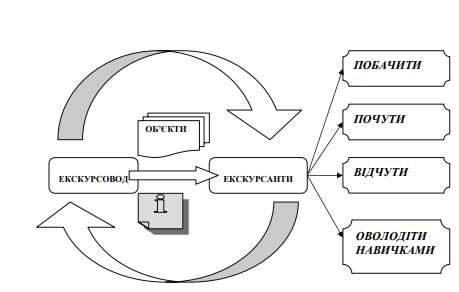 ПОБАЧИТИ
ПОЧУТИ
ОБ'ЄКТИ
ЕКСКУРСОВОД
ЕКСКУРСАНТИ
ВІДЧУТИ
i
ОВОЛОДІТИ
НАВИЧКАМИ